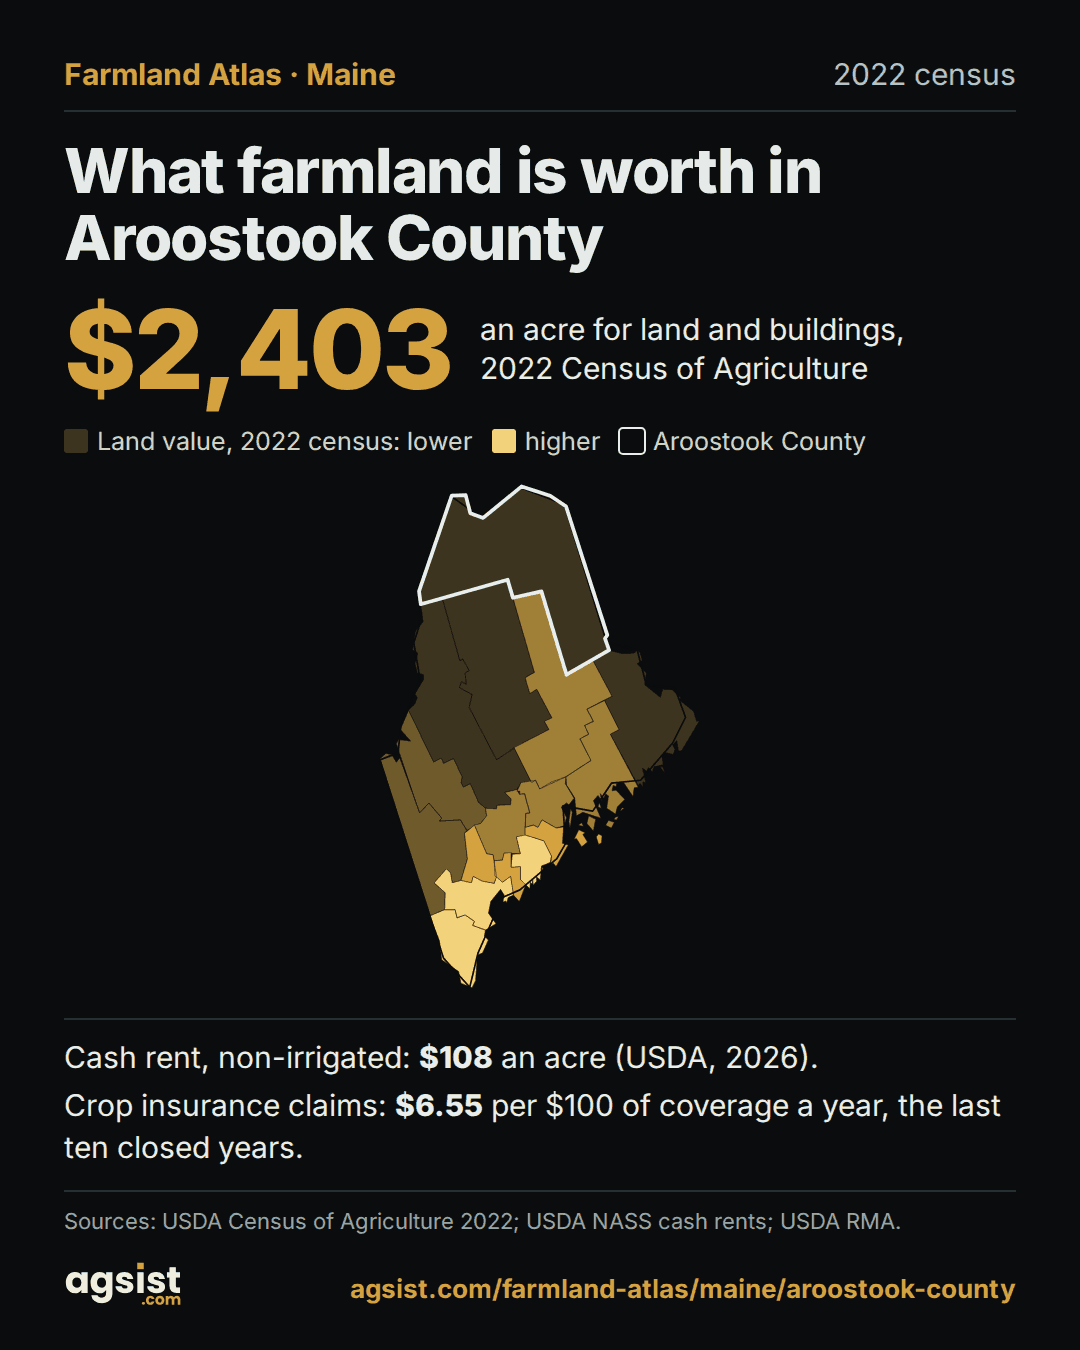 Farmland Atlas · Maine
2022 census
What farmland is worth in
Aroostook County
$2,403
an acre for land and buildings,
2022 Census of Agriculture
Land value, 2022 census: lower
higher
Aroostook County
Cash rent, non-irrigated: $108 an acre (USDA, 2026).
Crop insurance claims: $6.55 per $100 of coverage a year, the last
ten closed years.
Sources: USDA Census of Agriculture 2022; USDA NASS cash rents; USDA RMA.
agsist
.com
agsist.com/farmland-atlas/maine/aroostook-county